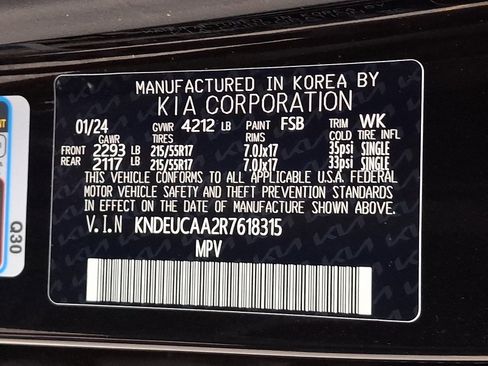 MANUFACTURED IN KOREA BY
KIA CORPORATION
01/24 GVWR 4212 LB PAINT FSB TRIM WK
GAWR TIRES RIMS COLD TIRE INFL
FRONT 2293 LB 215/55R17 7.0Jx17 35psi SINGLE
REAR 2117 LB 215/55R17 7.0Jx17 33psi SINGLE
THIS VEHICLE CONFORMS TO ALL APPLICABLE U.S.A FEDERAL
MOTOR VEHICLE SAFETY AND THEFT PREVENTION STANDARDS
IN EFFECT ON THE DATE OF MANUFACTURE SHOWN ABOVE.
V.I.N KNDEUCAA2R7618315
MPV
Q30